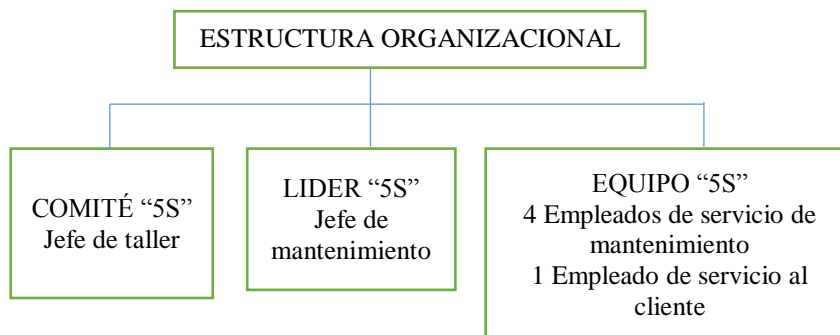 ESTRUCTURA ORGANIZACIONAL
COMITÉ “5S”
Jefe de taller
LIDER “5S”
Jefe de
mantenimiento
EQUIPO “5S”
4 Empleados de servicio de
mantenimiento
1 Empleado de servicio al
cliente